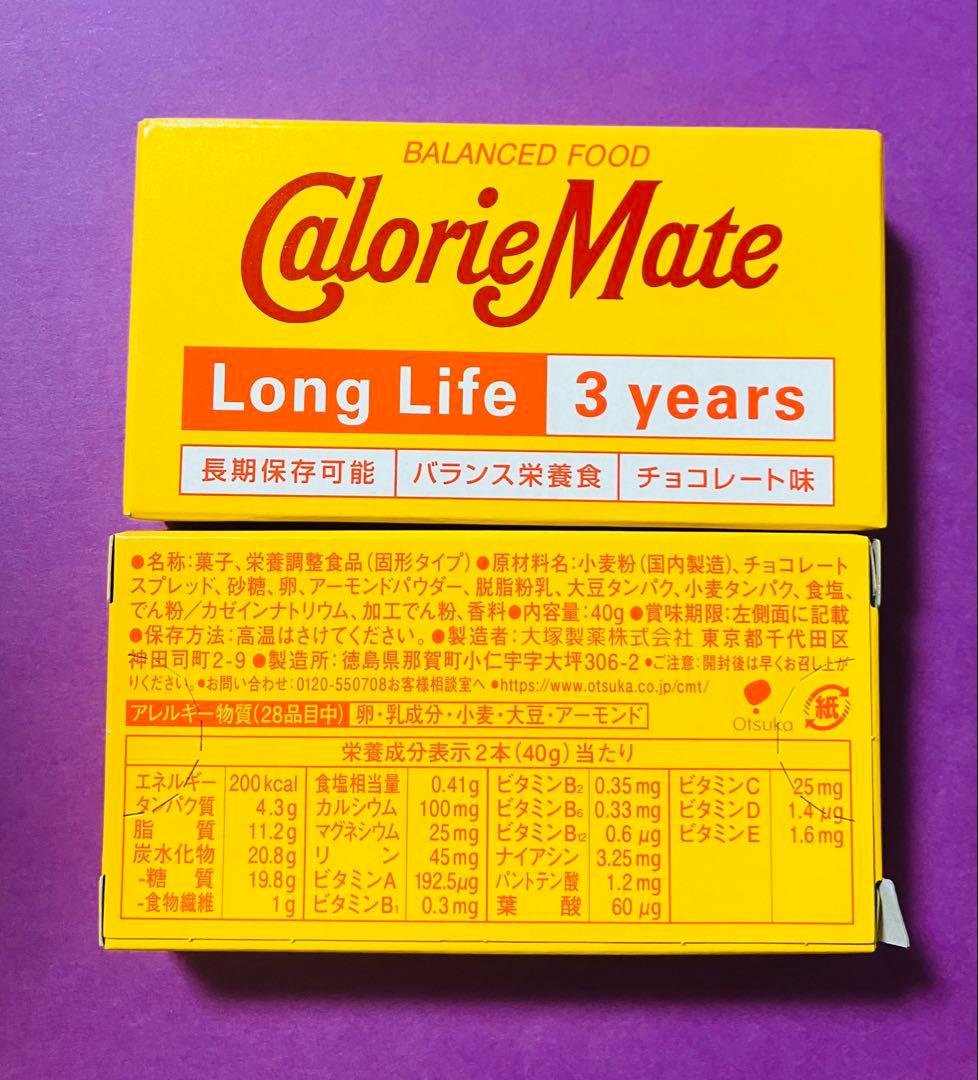 BALANCED FOOD
CalorieMate
Long Life 3 years
長期保存可能 バランス栄養食 チョコレート味
●名称:菓子、栄養調整食品(固形タイプ)●原材料名:小麦粉(国内製造)、チョコレート
スプレッド、砂糖、卵、アーモンドパウダー、脱脂粉乳、大豆タンパク、小麦タンパク、食塩、
でん粉/カゼインナトリウム、加工でん粉、香料●内容量:40g●賞味期限:左側面に記載
●保存方法:高温はさけてください。●製造者:大塚製薬株式会社 東京都千代田区
神田司町2-9●製造所:徳島県那賀町小仁宇字大坪306-2●ご注意:開封後は早くお召し上が
りください。●お問い合わせ:0120-550708お客様相談室へ ●https://www.otsuka.co.jp/cmt/
Otsuka
紙
アレルギー物質(28品目中) 卵・乳成分・小麦・大豆・アーモンド
栄養成分表示2本(40g)当たり
エネルギー 200kcal 食塩相当量 0.41g ビタミンB2 0.35mg ビタミンC 25mg
タンパク質 4.3g カルシウム 100mg ビタミンB6 0.33mg ビタミンD 1.4μg
脂質 11.2g マグネシウム 25mg ビタミンB12 0.6μg ビタミンE 1.6mg
炭水化物 20.8g リン 45mg ナイアシン 3.25mg
-糖質 19.8g ビタミンA 192.5μg パントテン酸 1.2mg
-食物繊維 1g ビタミンB1 0.3mg 葉酸 60μg